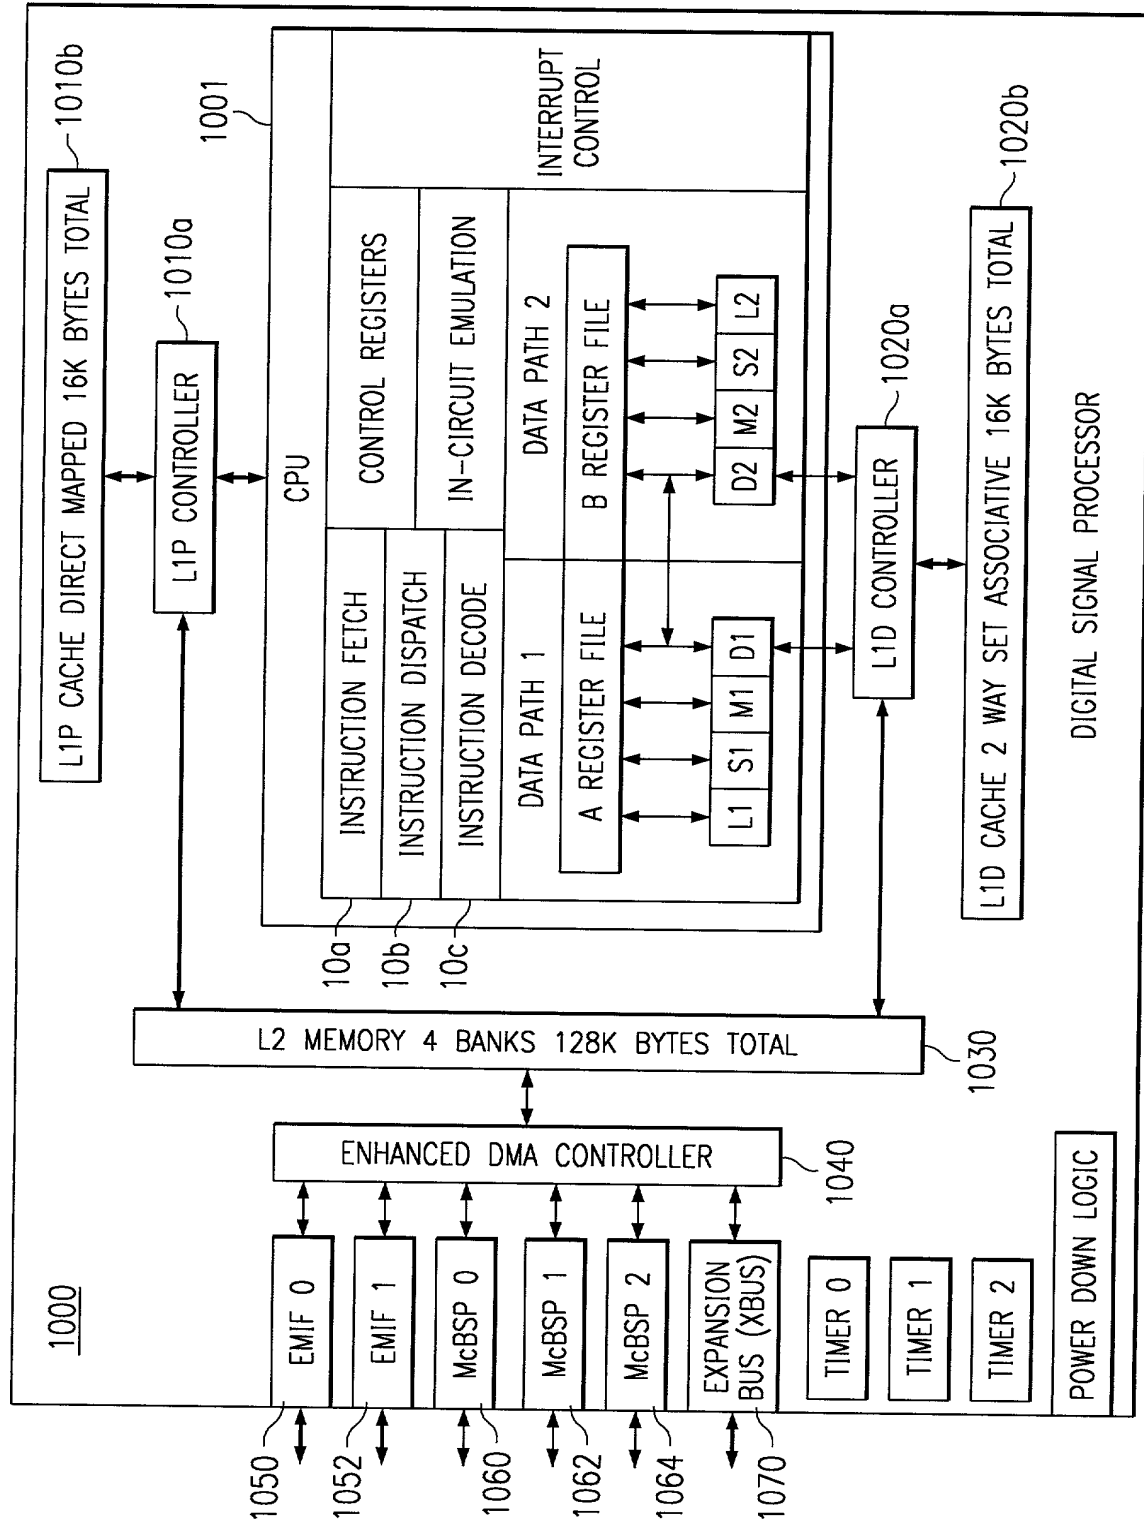 1000
L1P CACHE DIRECT MAPPED 16K BYTES TOTAL
1010b
L1P CONTROLLER
1010a
1001
CPU
INSTRUCTION FETCH
INSTRUCTION DISPATCH
INSTRUCTION DECODE
10a
10b
10c
CONTROL REGISTERS
IN-CIRCUIT EMULATION
INTERRUPT
CONTROL
DATA PATH 1
DATA PATH 2
A REGISTER FILE
B REGISTER FILE
L1
S1
M1
D1
D2
M2
S2
L2
L1D CONTROLLER
1020a
L1D CACHE 2 WAY SET ASSOCIATIVE 16K BYTES TOTAL
1020b
L2 MEMORY 4 BANKS 128K BYTES TOTAL
1030
ENHANCED DMA CONTROLLER
1040
EMIF 0
1050
EMIF 1
1052
McBSP 0
1060
McBSP 1
1062
McBSP 2
1064
EXPANSION
BUS (XBUS)
1070
TIMER 0
TIMER 1
TIMER 2
POWER DOWN LOGIC
DIGITAL SIGNAL PROCESSOR